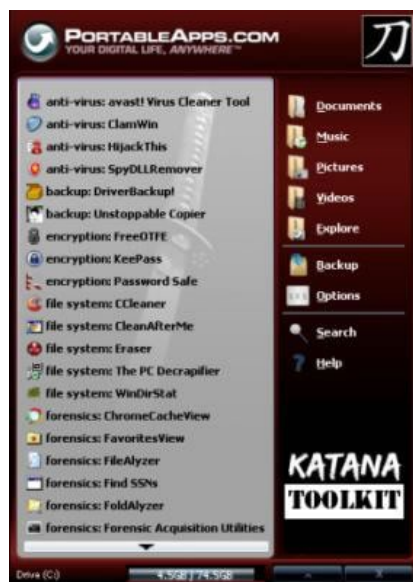 PORTABLEAPPS.COM
YOUR DIGITAL LIFE, ANYWHERE™
刀
anti-virus: avast! Virus Cleaner Tool
anti-virus: ClamWin
anti-virus: HijackThis
anti-virus: SpyDLLRemover
backup: DriverBackup!
backup: Unstoppable Copier
encryption: FreeOTFE
encryption: KeePass
encryption: Password Safe
file system: CCleaner
file system: CleanAfterMe
file system: Eraser
file system: The PC Decrapifier
file system: WinDirStat
forensics: ChromeCacheView
forensics: FavoritesView
forensics: FileAlyzer
forensics: Find SSNs
forensics: FoldAlyzer
forensics: Forensic Acquisition Utilities
Documents
Music
Pictures
Videos
Explore
Backup
Options
Search
Help
KATANA
TOOLKIT
Drive (C:)
4.5GB / 74.5GB
X